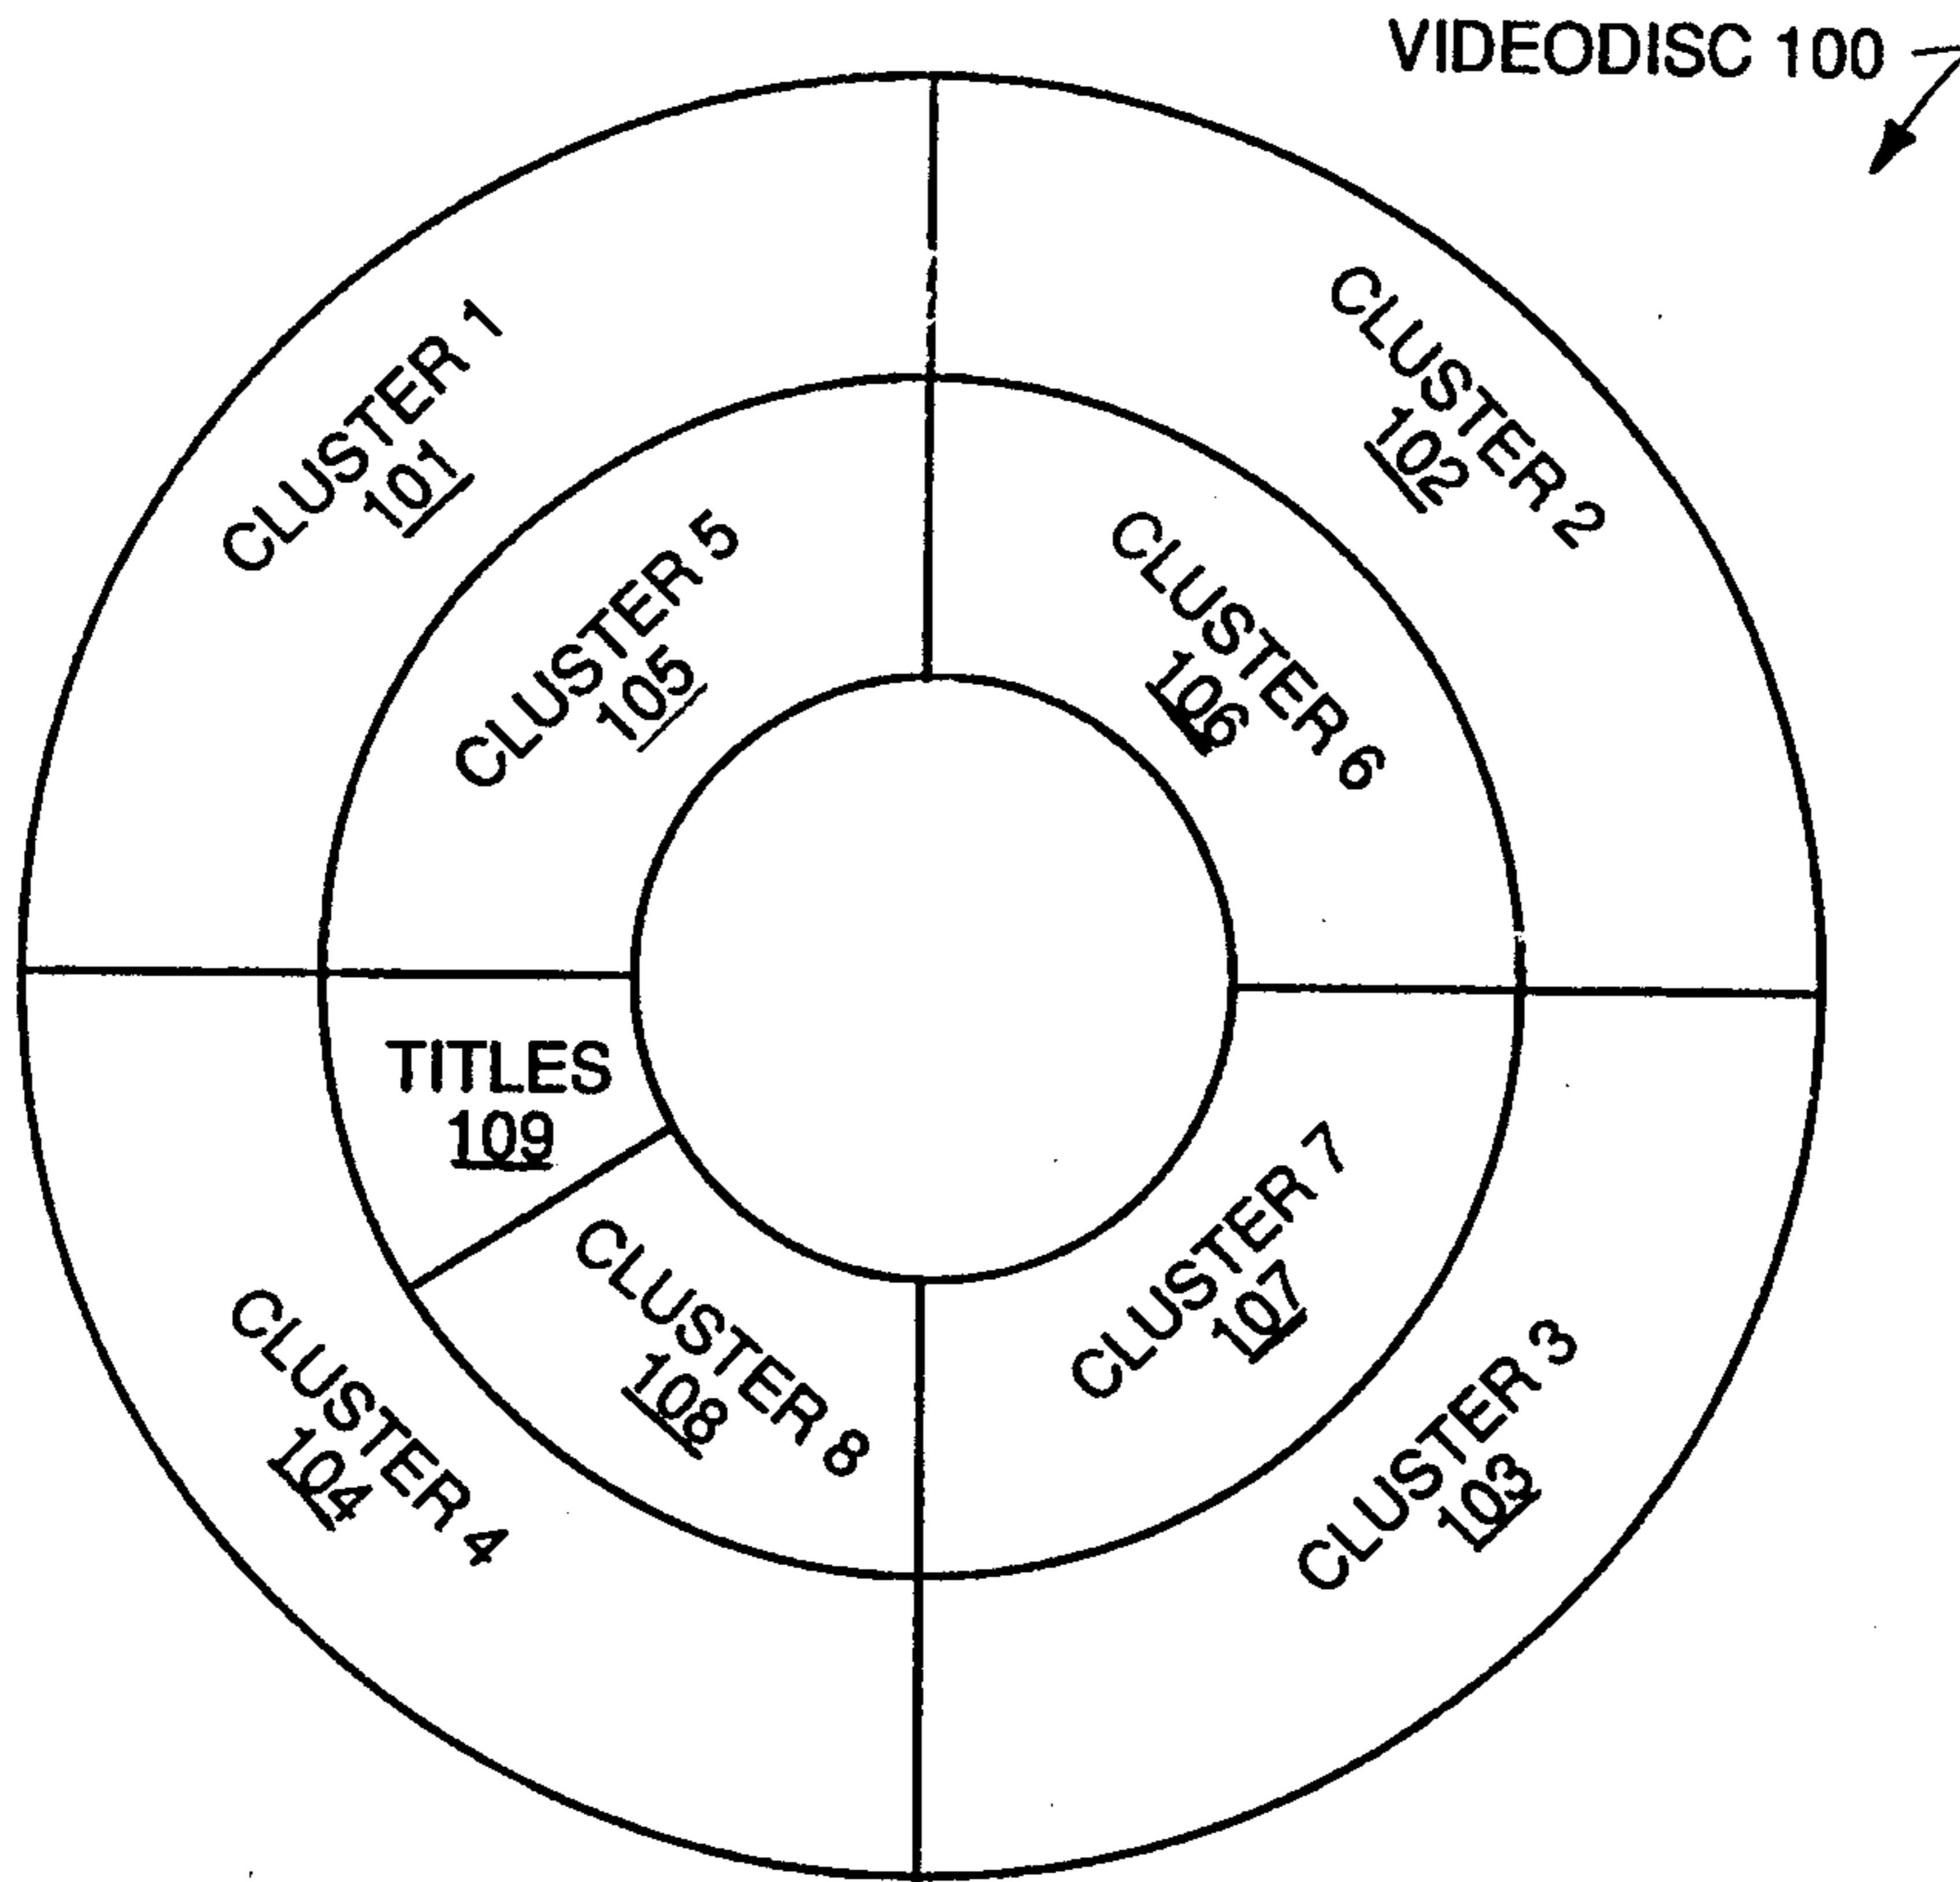 VIDEODISC 100
CLUSTER 1
101
CLUSTER 2
102
CLUSTER 5
105
CLUSTER 6
106
TITLES
109
CLUSTER 7
107
CLUSTER 8
108
CLUSTER 4
104
CLUSTER 3
103